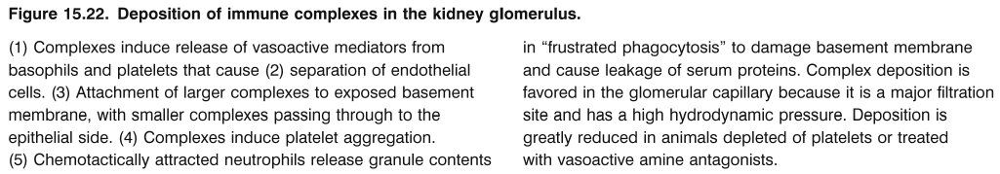 Figure 15.22. Deposition of immune complexes in the kidney glomerulus.
(1) Complexes induce release of vasoactive mediators from
basophils and platelets that cause (2) separation of endothelial
cells. (3) Attachment of larger complexes to exposed basement
membrane, with smaller complexes passing through to the
epithelial side. (4) Complexes induce platelet aggregation.
(5) Chemotactically attracted neutrophils release granule contents
in “frustrated phagocytosis” to damage basement membrane
and cause leakage of serum proteins. Complex deposition is
favored in the glomerular capillary because it is a major filtration
site and has a high hydrodynamic pressure. Deposition is
greatly reduced in animals depleted of platelets or treated
with vasoactive amine antagonists.